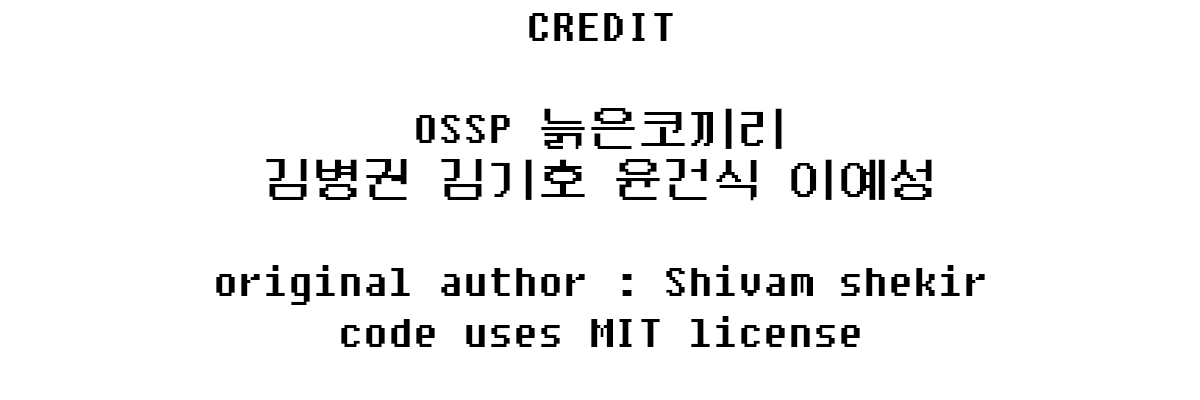 CREDIT
OSSP 늙은코끼리
김병권 김기호 윤건식 이예성
original author : Shivam shekir
code uses MIT license